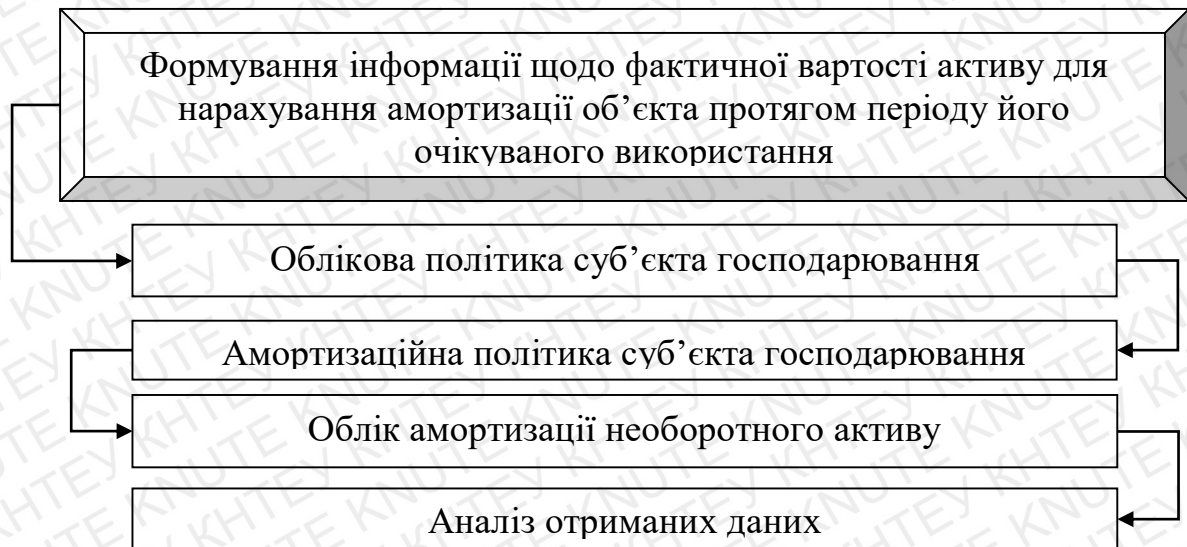 Формування інформації щодо фактичної вартості активу для
нарахування амортизації об’єкта протягом періоду його
очікуваного використання
Облікова політика суб’єкта господарювання
Амортизаційна політика суб’єкта господарювання
Облік амортизації необоротного активу
Аналіз отриманих даних